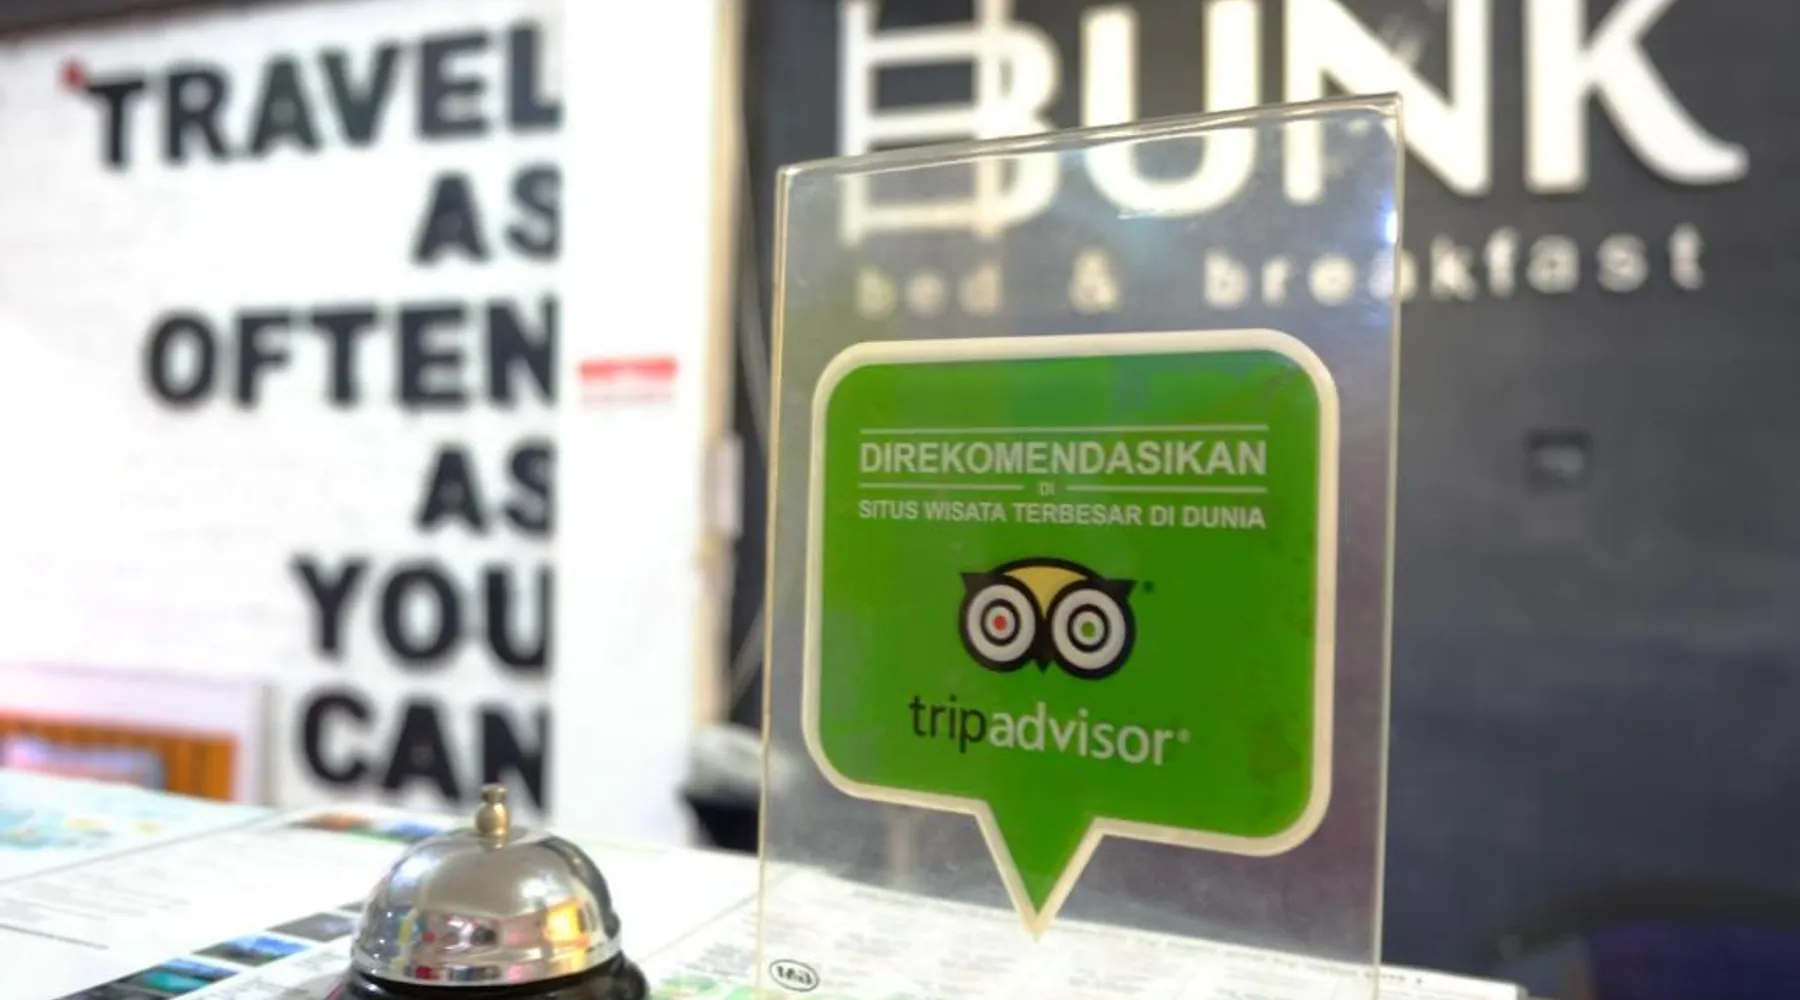 TRAVEL
AS
OFTEN
AS
YOU
CAN
BUNK
bed & breakfast
DIREKOMENDASIKAN
DI
SITUS WISATA TERBESAR DI DUNIA
tripadvisor®